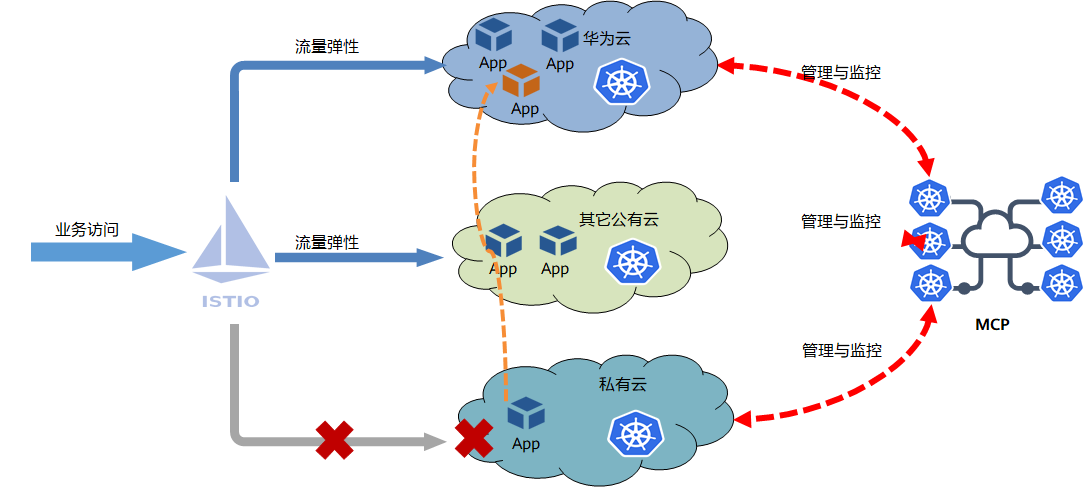 流量弹性
华为云
App
App
App
管理与监控
业务访问
ISTIO
流量弹性
其它公有云
App
App
管理与监控
MCP
管理与监控
私有云
App